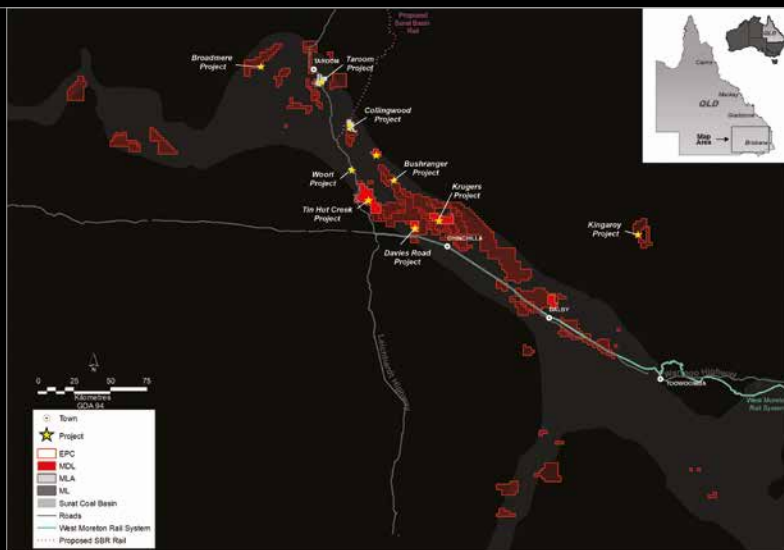 Proposed
Surat Basin
Rail
Broadmere
Project
TAROOM
Taroom
Project
Collingwood
Project
Woori
Project
Bushranger
Project
Tin Hut Creek
Project
Krugers
Project
CHINCHILLA
Davies Road
Project
Kingaroy
Project
DALBY
Leichhardt Highway
Warrego Highway
TOOWOOMBA
West Moreton
Rail System
QLD
Cairns
Mackay
QLD
Gladstone
Map
Area
Brisbane
N
0 25 50 75
Kilometres
GDA 94
Town
Project
EPC
MDL
MLA
ML
Surat Coal Basin
Roads
West Moreton Rail System
Proposed SBR Rail